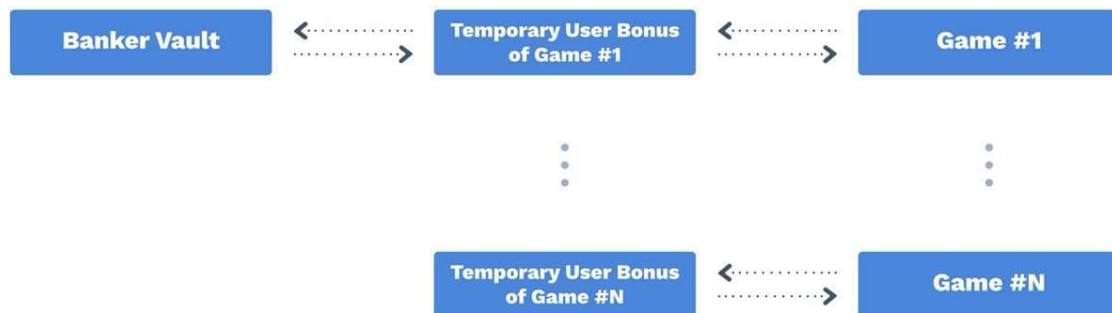 Banker Vault
Temporary User Bonus
of Game #1
Game #1
Temporary User Bonus
of Game #N
Game #N